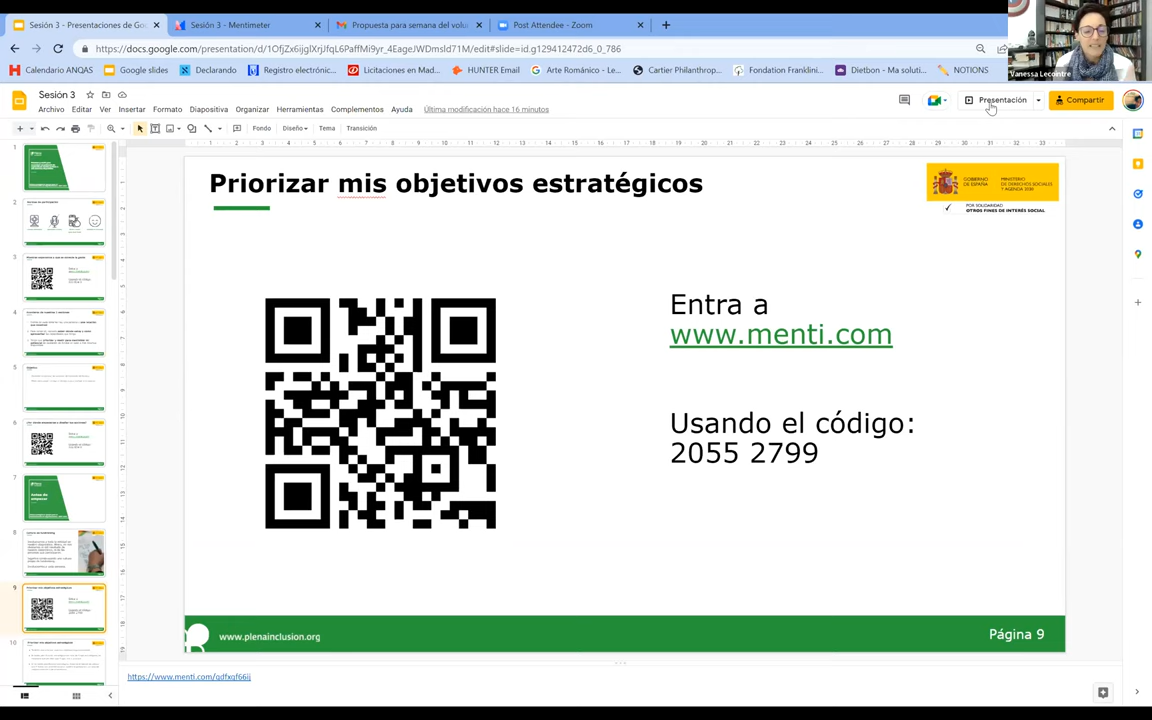 Sesión 3 - Presentaciones de Goo
Sesión 3 - Mentimeter
Propuesta para semana del volu
Post Attendee - Zoom
https://docs.google.com/presentation/d/1OfjZx6ijglXrjJfqL6PaffMi9yr_4EageJWDmsld71M/edit#slide=id.g129412472d6_0_786
Calendario ANQAS
Google slides
Declarando
Registro electrónic...
Licitaciones en Mad...
HUNTER Email
Arte Románico - Le...
Cartier Philanthrop...
Fondation Franklini...
Dietbon - Ma soluti...
NOTIONS
Vanessa Lecointre
Sesión 3
Archivo Editar Ver Insertar Formato Diapositiva Organizar Herramientas Complementos Ayuda
Última modificación hace 16 minutos
Presentación
Compartir
Fondo Diseño Tema Transición
Priorizar mis objetivos estratégicos
GOBIERNO DE ESPAÑA
MINISTERIO DE DERECHOS SOCIALES Y AGENDA 2030
POR SOLIDARIDAD
OTROS FINES DE INTERÉS SOCIAL
Entra a
www.menti.com
Usando el código:
2055 2799
www.plenainclusion.org
Página 9
https://www.menti.com/qdfxqf66ij